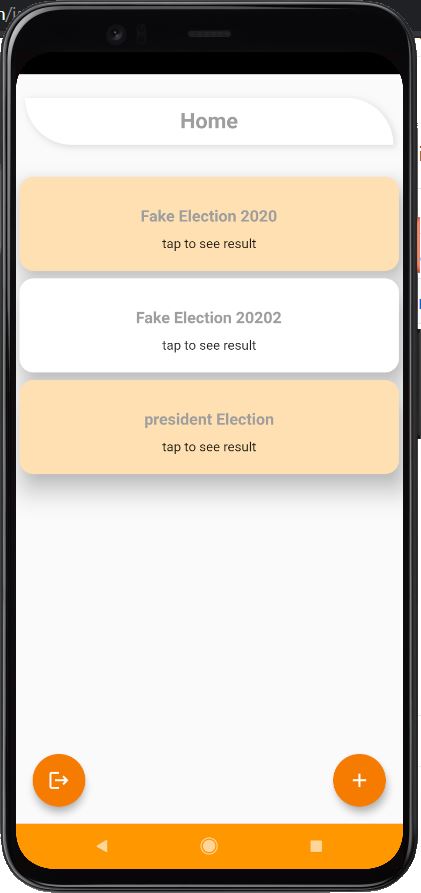 Home
Fake Election 2020
tap to see result
Fake Election 20202
tap to see result
president Election
tap to see result